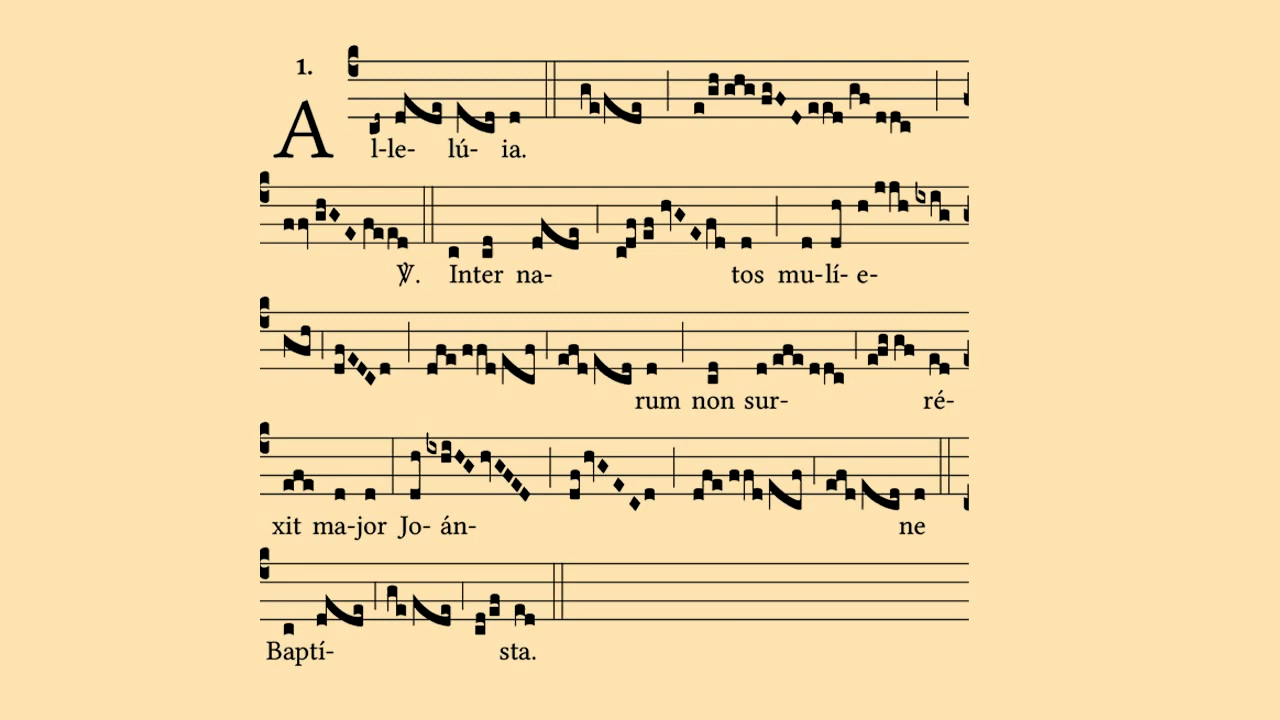 1.
Al-le- lú- ia.
℣. Inter na- tos mu-lí- e-
rum non sur- ré-
xit ma-jor Jo- án- ne
Baptí- sta.